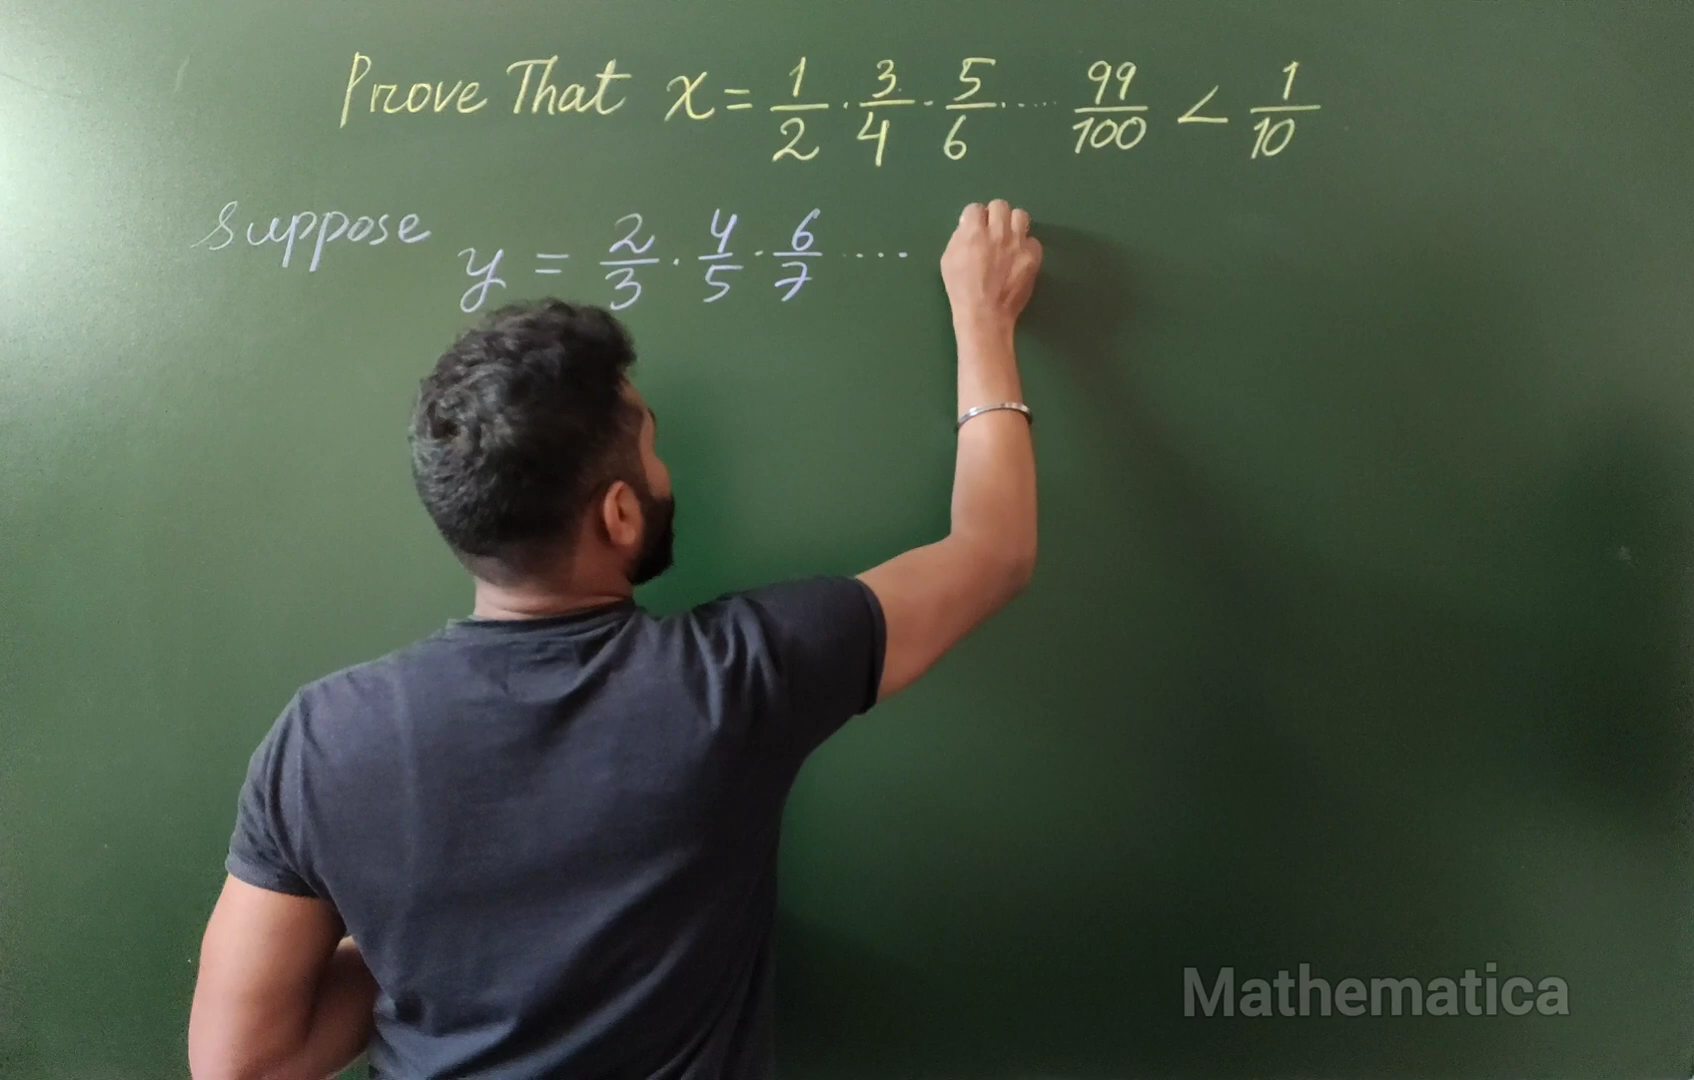 Prove That x = 1/2 · 3/4 · 5/6 ····· 99/100 < 1/10
Suppose y = 2/3 · 4/5 · 6/7 ····
Mathematica